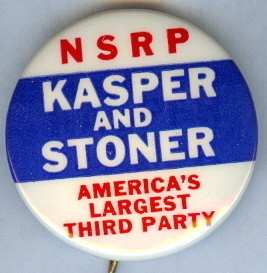 NSRP
KASPER
AND
STONER
AMERICA'S
LARGEST
THIRD PARTY